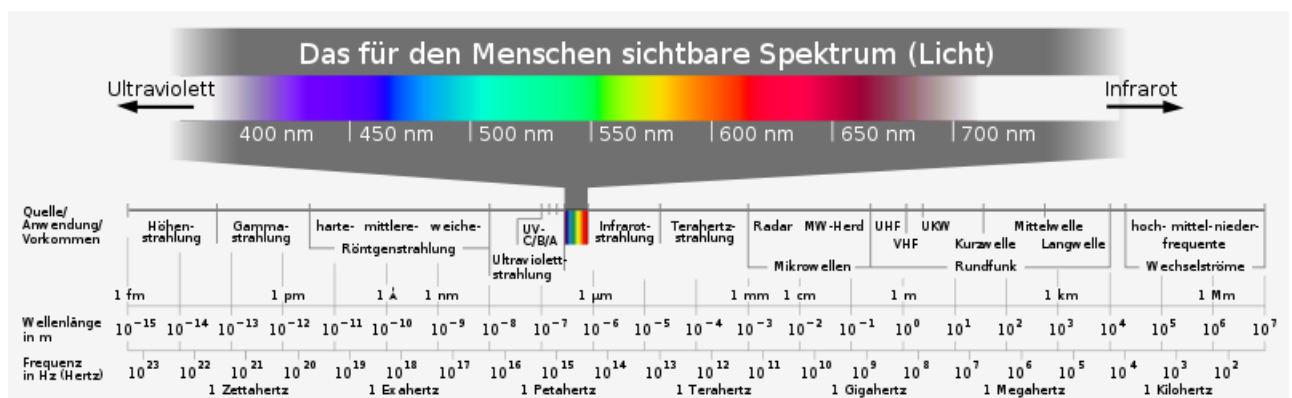 Das für den Menschen sichtbare Spektrum (Licht)
Ultraviolett
Infrarot
400 nm 450 nm 500 nm 550 nm 600 nm 650 nm 700 nm
Quelle/
Anwendung/
Vorkommen
Höhen-
strahlung
Gamma-
strahlung
harte- mittlere- weiche-
Röntgenstrahlung
UV-
C/B/A
Ultraviolett-
strahlung
Infrarot-
strahlung
Terahertz-
strahlung
Radar MW-Herd
Mikrowellen
UHF UKW Mittelwelle
VHF Kurzwelle Langwelle
Rundfunk
hoch- mittel- nieder-
frequente
Wechselströme
1 fm 1 pm 1 Å 1 nm 1 µm 1 mm 1 cm 1 m 1 km 1 Mm
Wellenlänge
in m
10⁻¹⁵ 10⁻¹⁴ 10⁻¹³ 10⁻¹² 10⁻¹¹ 10⁻¹⁰ 10⁻⁹ 10⁻⁸ 10⁻⁷ 10⁻⁶ 10⁻⁵ 10⁻⁴ 10⁻³ 10⁻² 10⁻¹ 10⁰ 10¹ 10² 10³ 10⁴ 10⁵ 10⁶ 10⁷
Frequenz
in Hz (Hertz)
10²³ 10²² 10²¹ 10²⁰ 10¹⁹ 10¹⁸ 10¹⁷ 10¹⁶ 10¹⁵ 10¹⁴ 10¹³ 10¹² 10¹¹ 10¹⁰ 10⁹ 10⁸ 10⁷ 10⁶ 10⁵ 10⁴ 10³ 10²
1 Zettahertz 1 Exahertz 1 Petahertz 1 Terahertz 1 Gigahertz 1 Megahertz 1 Kilohertz